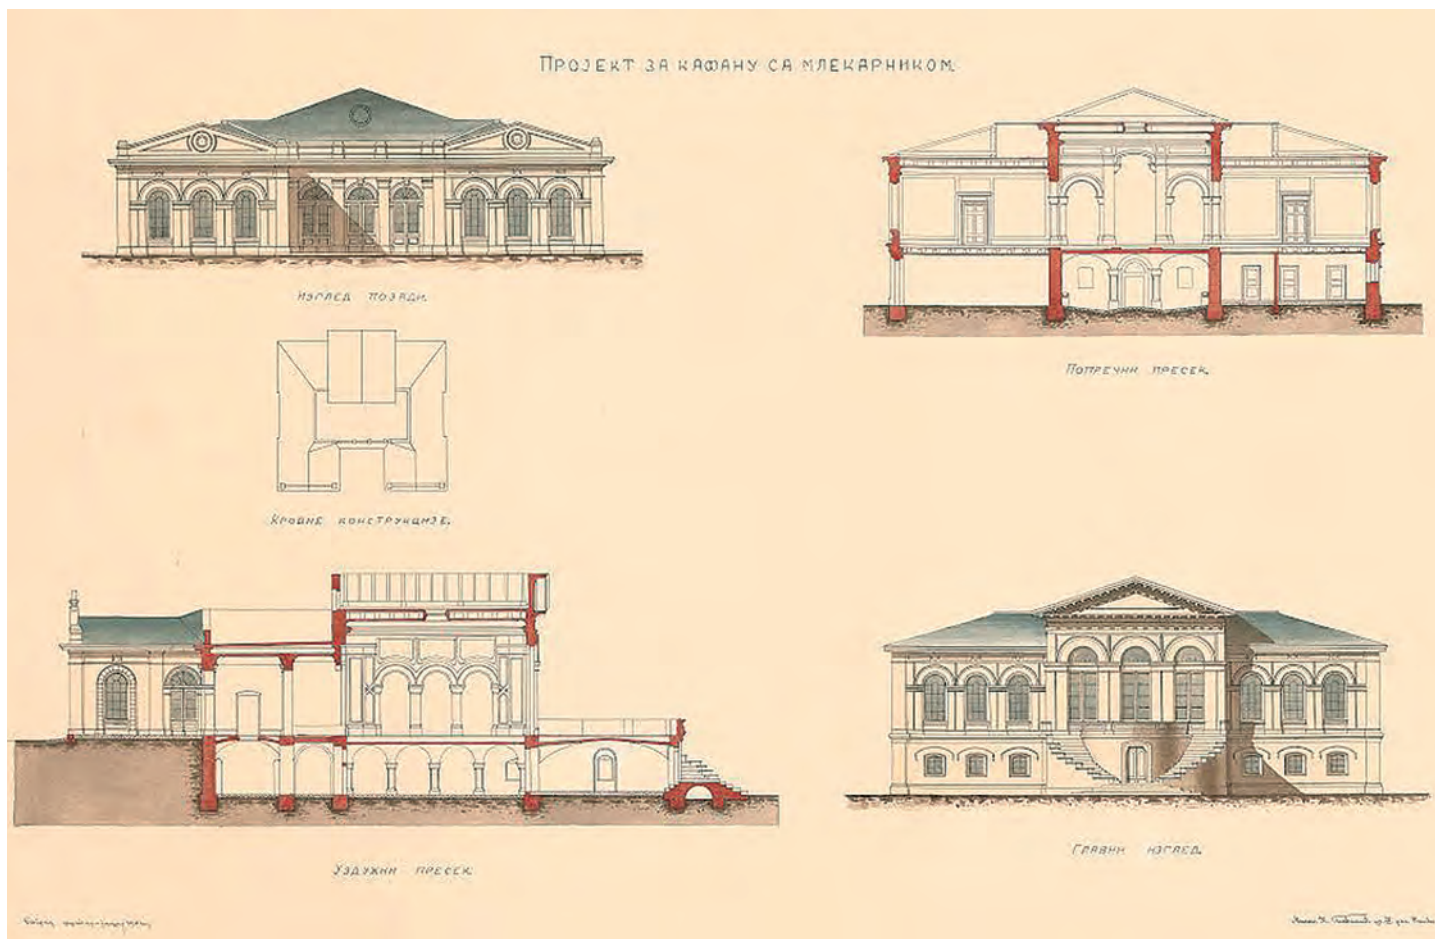 ПРОЈЕКТ ЗА КАФАНУ СА МЛЕКАРНИКОМ.
ИЗГЛЕД ПОЗАДИ.
ПОПРЕЧНИ ПРЕСЕК.
КРОВНЕ КОНСТРУКЦИЈЕ.
УЗДУЖНИ ПРЕСЕК.
ГЛАВНИ ИЗГЛЕД.